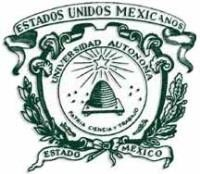 ESTADOS UNIDOS MEXICANOS
UNIVERSIDAD AUTONOMA
PATRIA CIENCIA Y TRABAJO
ESTADO MEXICO